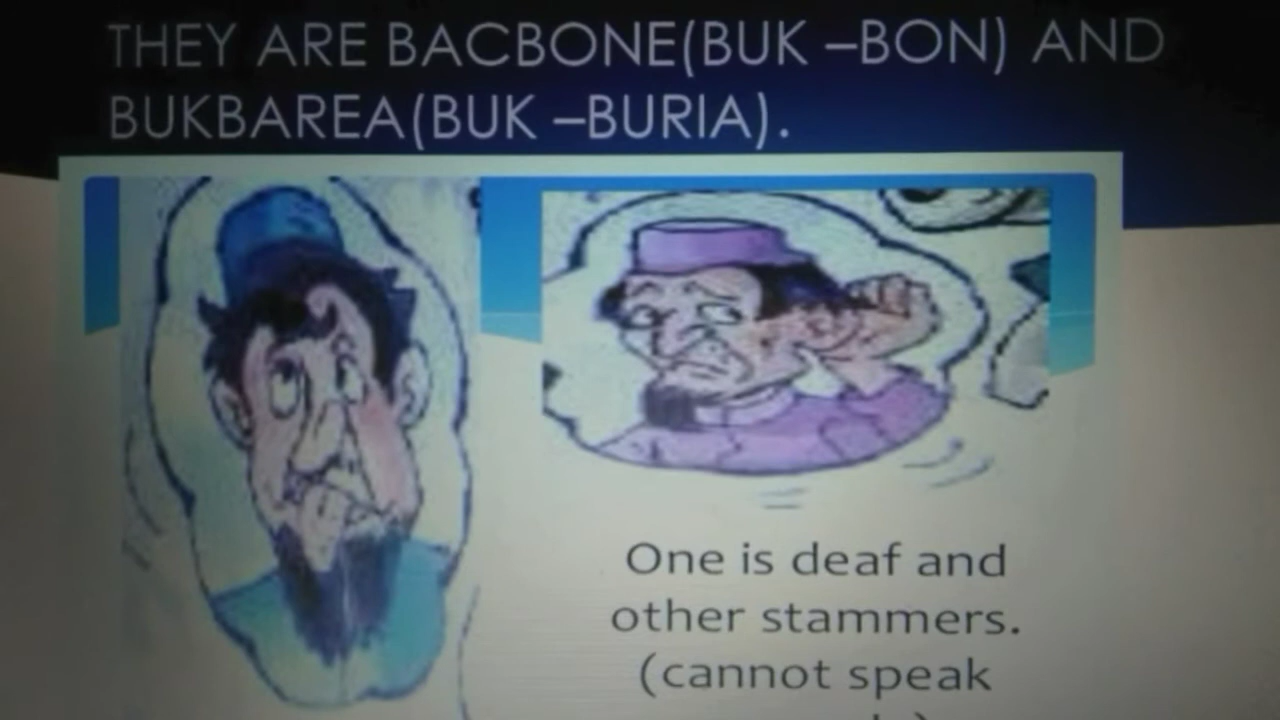 THEY ARE BACBONE(BUK –BON) AND
BUKBAREA(BUK –BURIA).
One is deaf and
other stammers.
(cannot speak